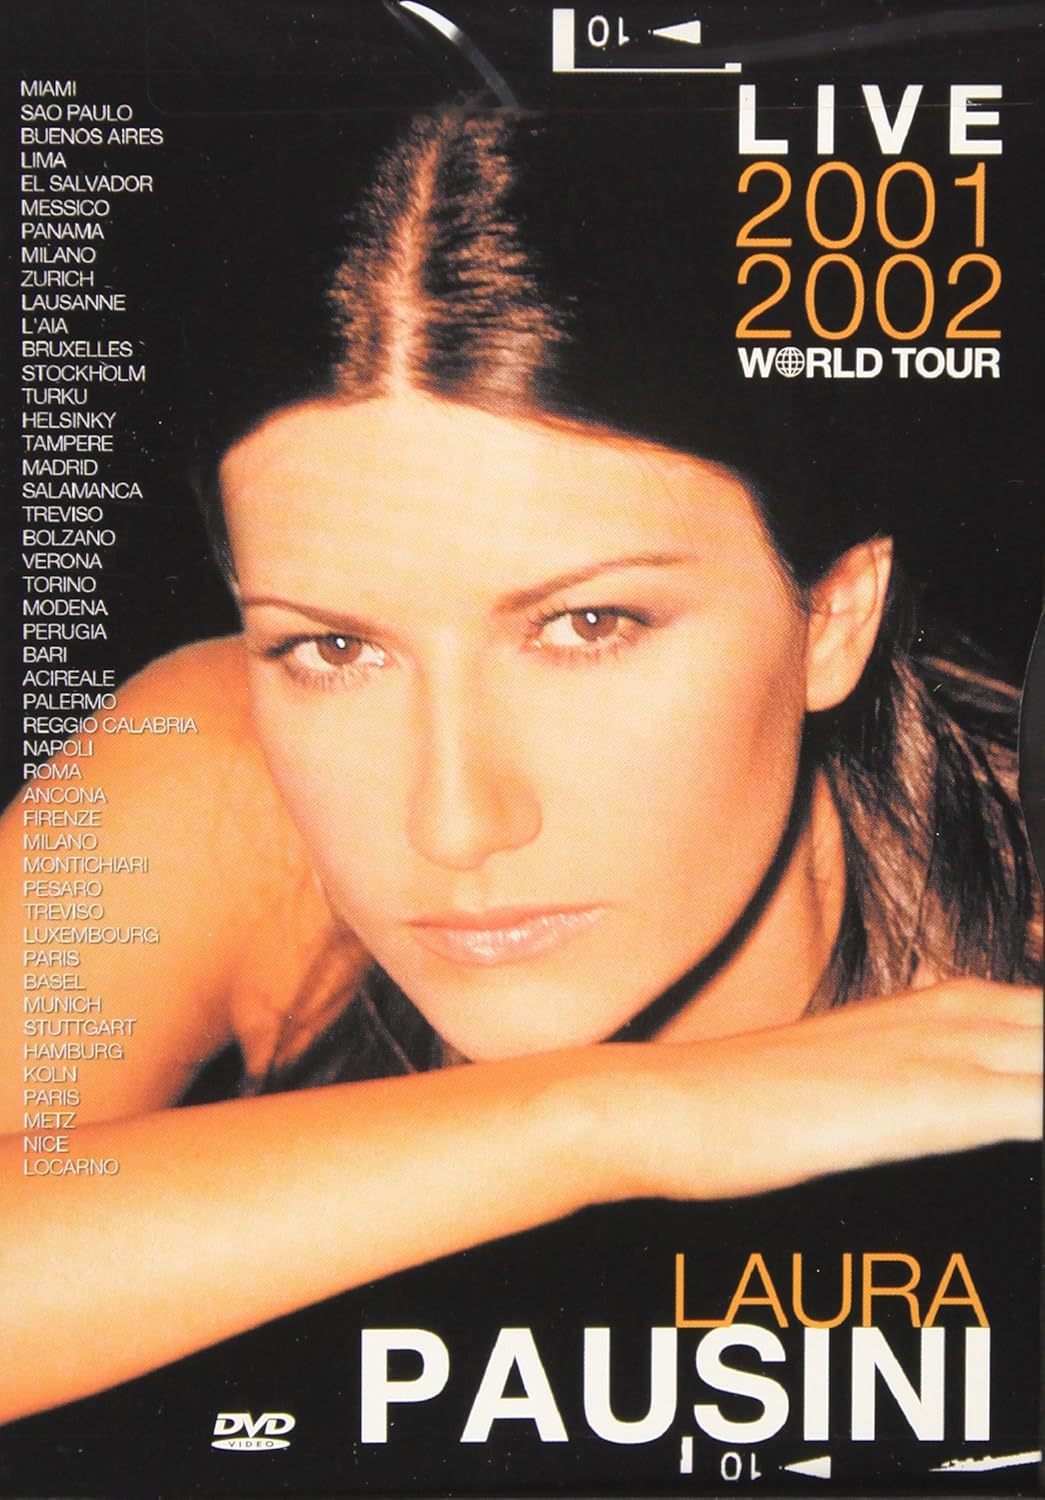 10
MIAMI
SAO PAULO
BUENOS AIRES
LIMA
EL SALVADOR
MESSICO
PANAMA
MILANO
ZURICH
LAUSANNE
L'AIA
BRUXELLES
STOCKHOLM
TURKU
HELSINKY
TAMPERE
MADRID
SALAMANCA
TREVISO
BOLZANO
VERONA
TORINO
MODENA
PERUGIA
BARI
ACIREALE
PALERMO
REGGIO CALABRIA
NAPOLI
ROMA
ANCONA
FIRENZE
MILANO
MONTICHIARI
PESARO
TREVISO
LUXEMBOURG
PARIS
BASEL
MUNICH
STUTTGART
HAMBURG
KOLN
PARIS
METZ
NICE
LOCARNO
LIVE
2001
2002
WORLD TOUR
LAURA
PAUSINI
DVD
VIDEO
10